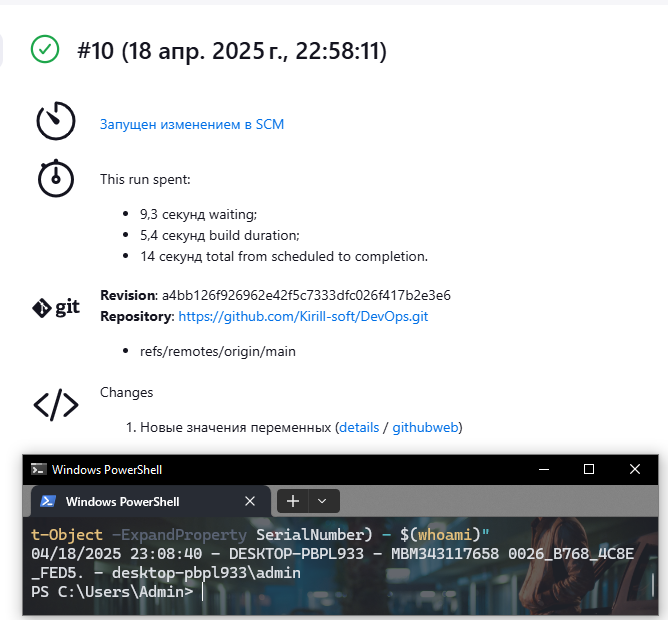 #10 (18 апр. 2025 г., 22:58:11)
Запущен изменением в SCM
This run spent:
• 9,3 секунд waiting;
• 5,4 секунд build duration;
• 14 секунд total from scheduled to completion.
git
Revision: a4bb126f926962e42f5c7333dfc026f417b2e3e6
Repository: https://github.com/Kirill-soft/DevOps.git
• refs/remotes/origin/main
Changes
1. Новые значения переменных (details / githubweb)
Windows PowerShell
Windows PowerShell
t-Object -ExpandProperty SerialNumber) - $(whoami)"
04/18/2025 23:08:40 - DESKTOP-PBPL933 - MBM343117658 0026_B768_4C8E
_FED5. - desktop-pbpl933\admin
PS C:\Users\Admin>